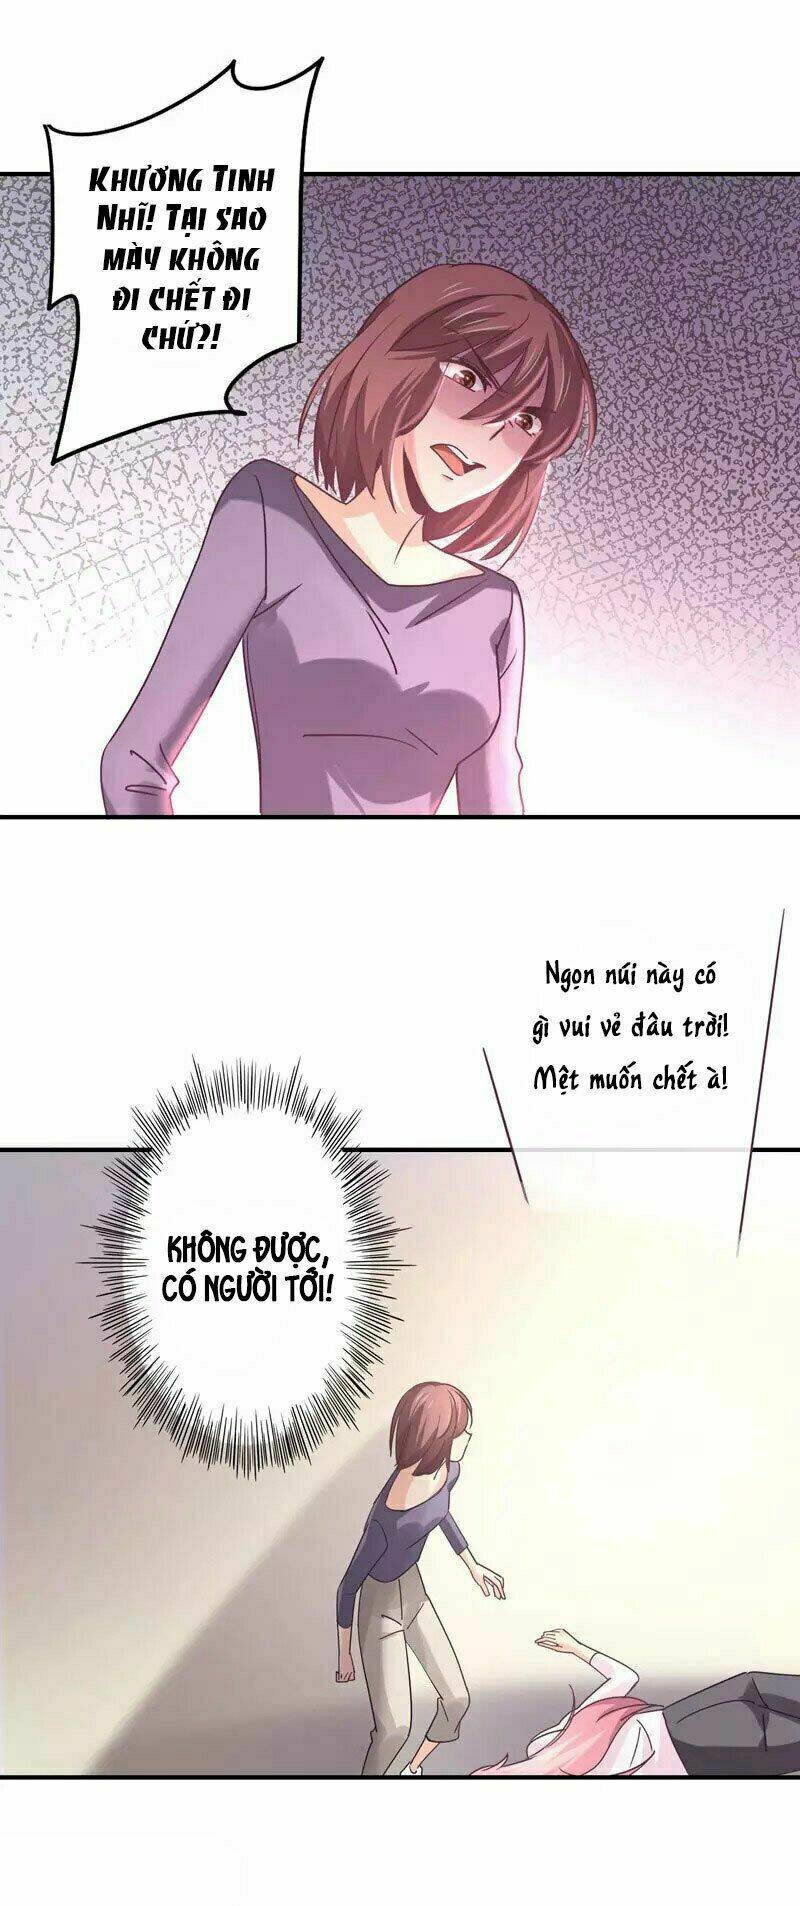 KHƯƠNG TINH
NHĨ! TẠI SAO
MÀY KHÔNG
ĐI CHẾT ĐI
CHỨ?!
Ngọn núi này có
gì vui vẻ đâu trời!
Mệt muốn chết à!
KHÔNG ĐƯỢC,
CÓ NGƯỜI TỚI!